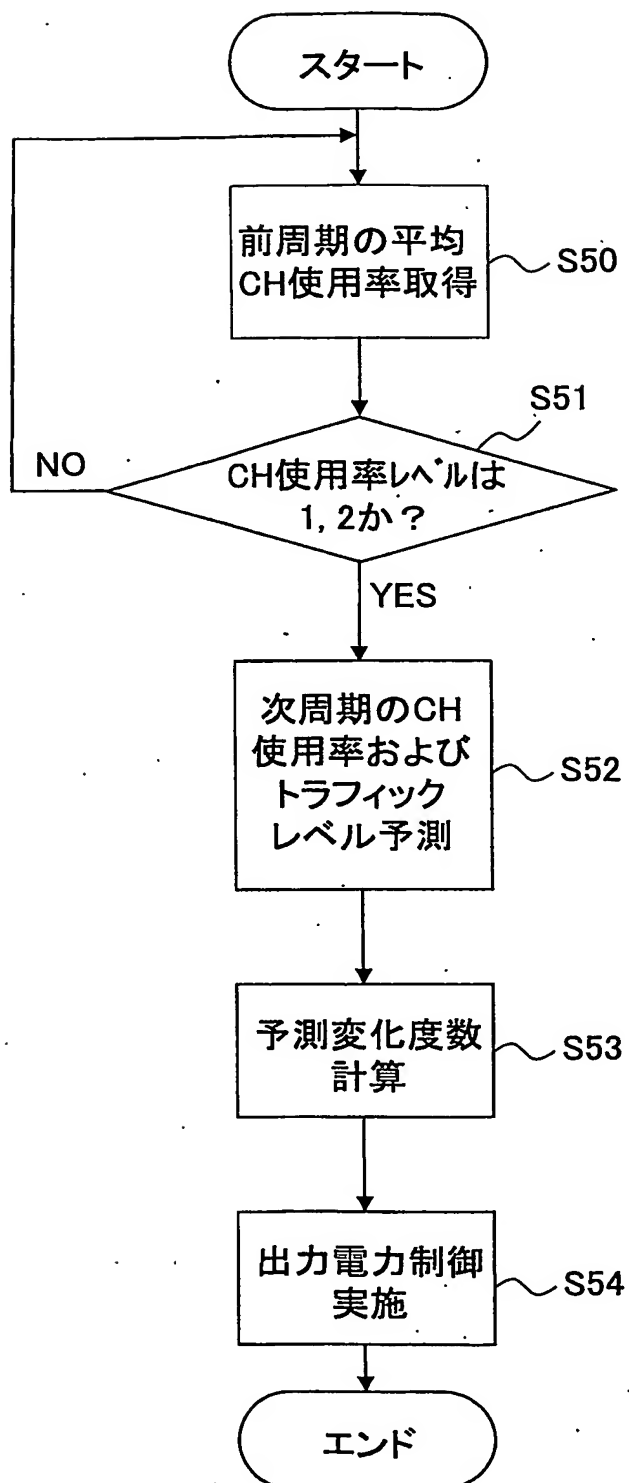 スタート
前周期の平均
CH使用率取得
S50
S51
CH使用率レベルは
1, 2か？
NO
YES
次周期のCH
使用率および
トラフィック
レベル予測
S52
予測変化度数
計算
S53
出力電力制御
実施
S54
エンド